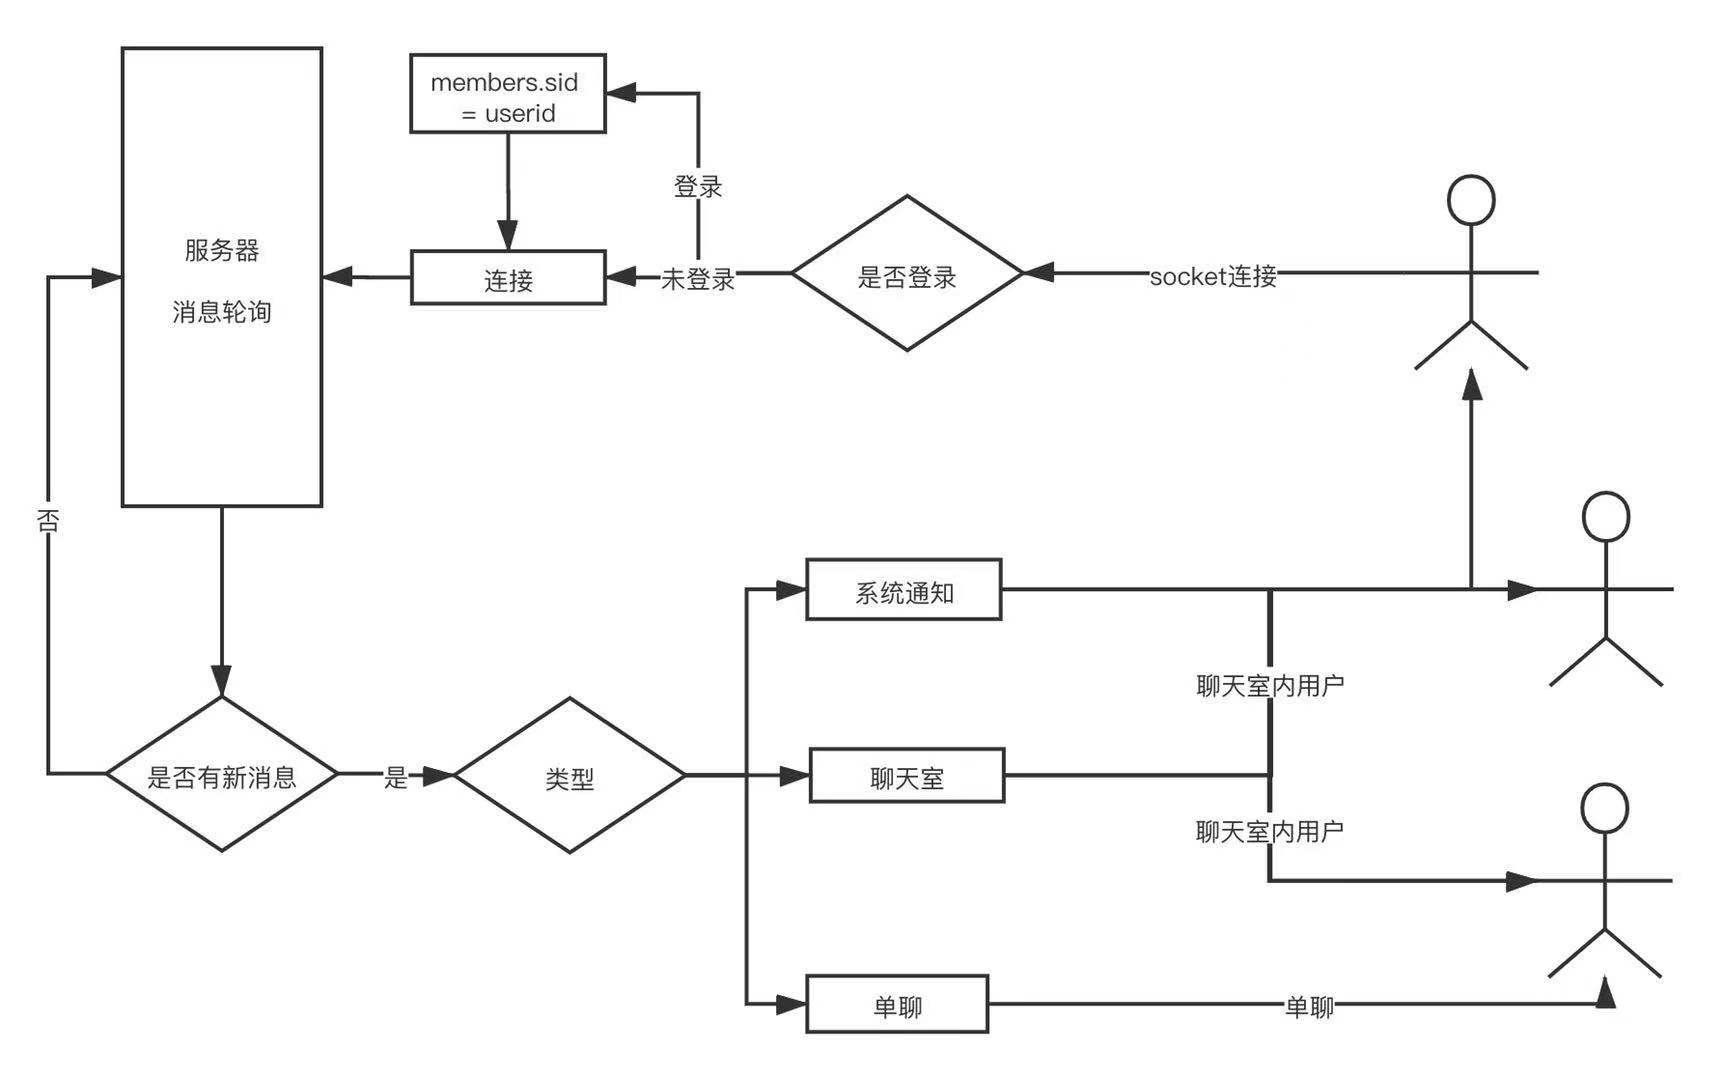 members.sid
= userid
登录
服务器
消息轮询
连接
未登录
是否登录
socket连接
否
系统通知
聊天室内用户
是否有新消息
是
类型
聊天室
聊天室内用户
单聊
单聊